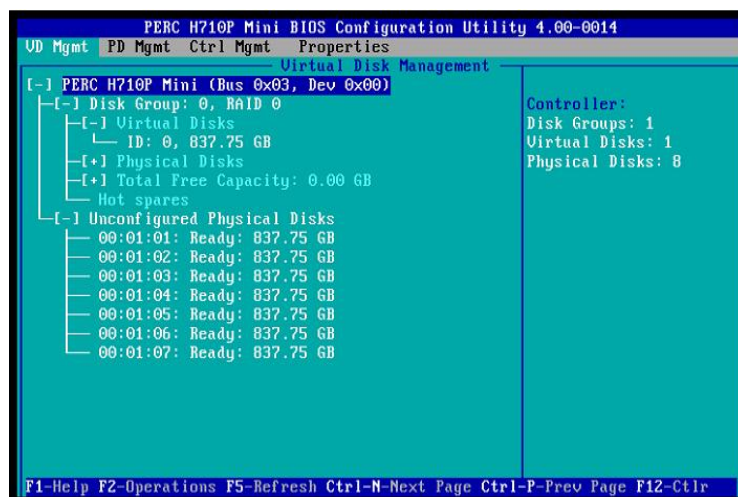 PERC H710P Mini BIOS Configuration Utility 4.00-0014
VD Mgmt PD Mgmt Ctrl Mgmt Properties
Virtual Disk Management
[-] PERC H710P Mini (Bus 0x03, Dev 0x00)
[-] Disk Group: 0, RAID 0
[-] Virtual Disks
ID: 0, 837.75 GB
[+] Physical Disks
[+] Total Free Capacity: 0.00 GB
Hot spares
[-] Unconfigured Physical Disks
00:01:01: Ready: 837.75 GB
00:01:02: Ready: 837.75 GB
00:01:03: Ready: 837.75 GB
00:01:04: Ready: 837.75 GB
00:01:05: Ready: 837.75 GB
00:01:06: Ready: 837.75 GB
00:01:07: Ready: 837.75 GB
Controller:
Disk Groups: 1
Virtual Disks: 1
Physical Disks: 8
F1-Help F2-Operations F5-Refresh Ctrl-N-Next Page Ctrl-P-Prev Page F12-Ctlr